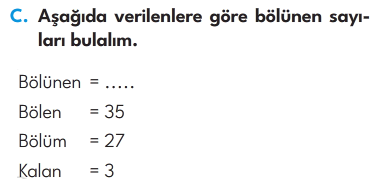 C. Aşağıda verilenlere göre bölünen sayı-
ları bulalım.
Bölünen = .....
Bölen = 35
Bölüm = 27
Kalan = 3